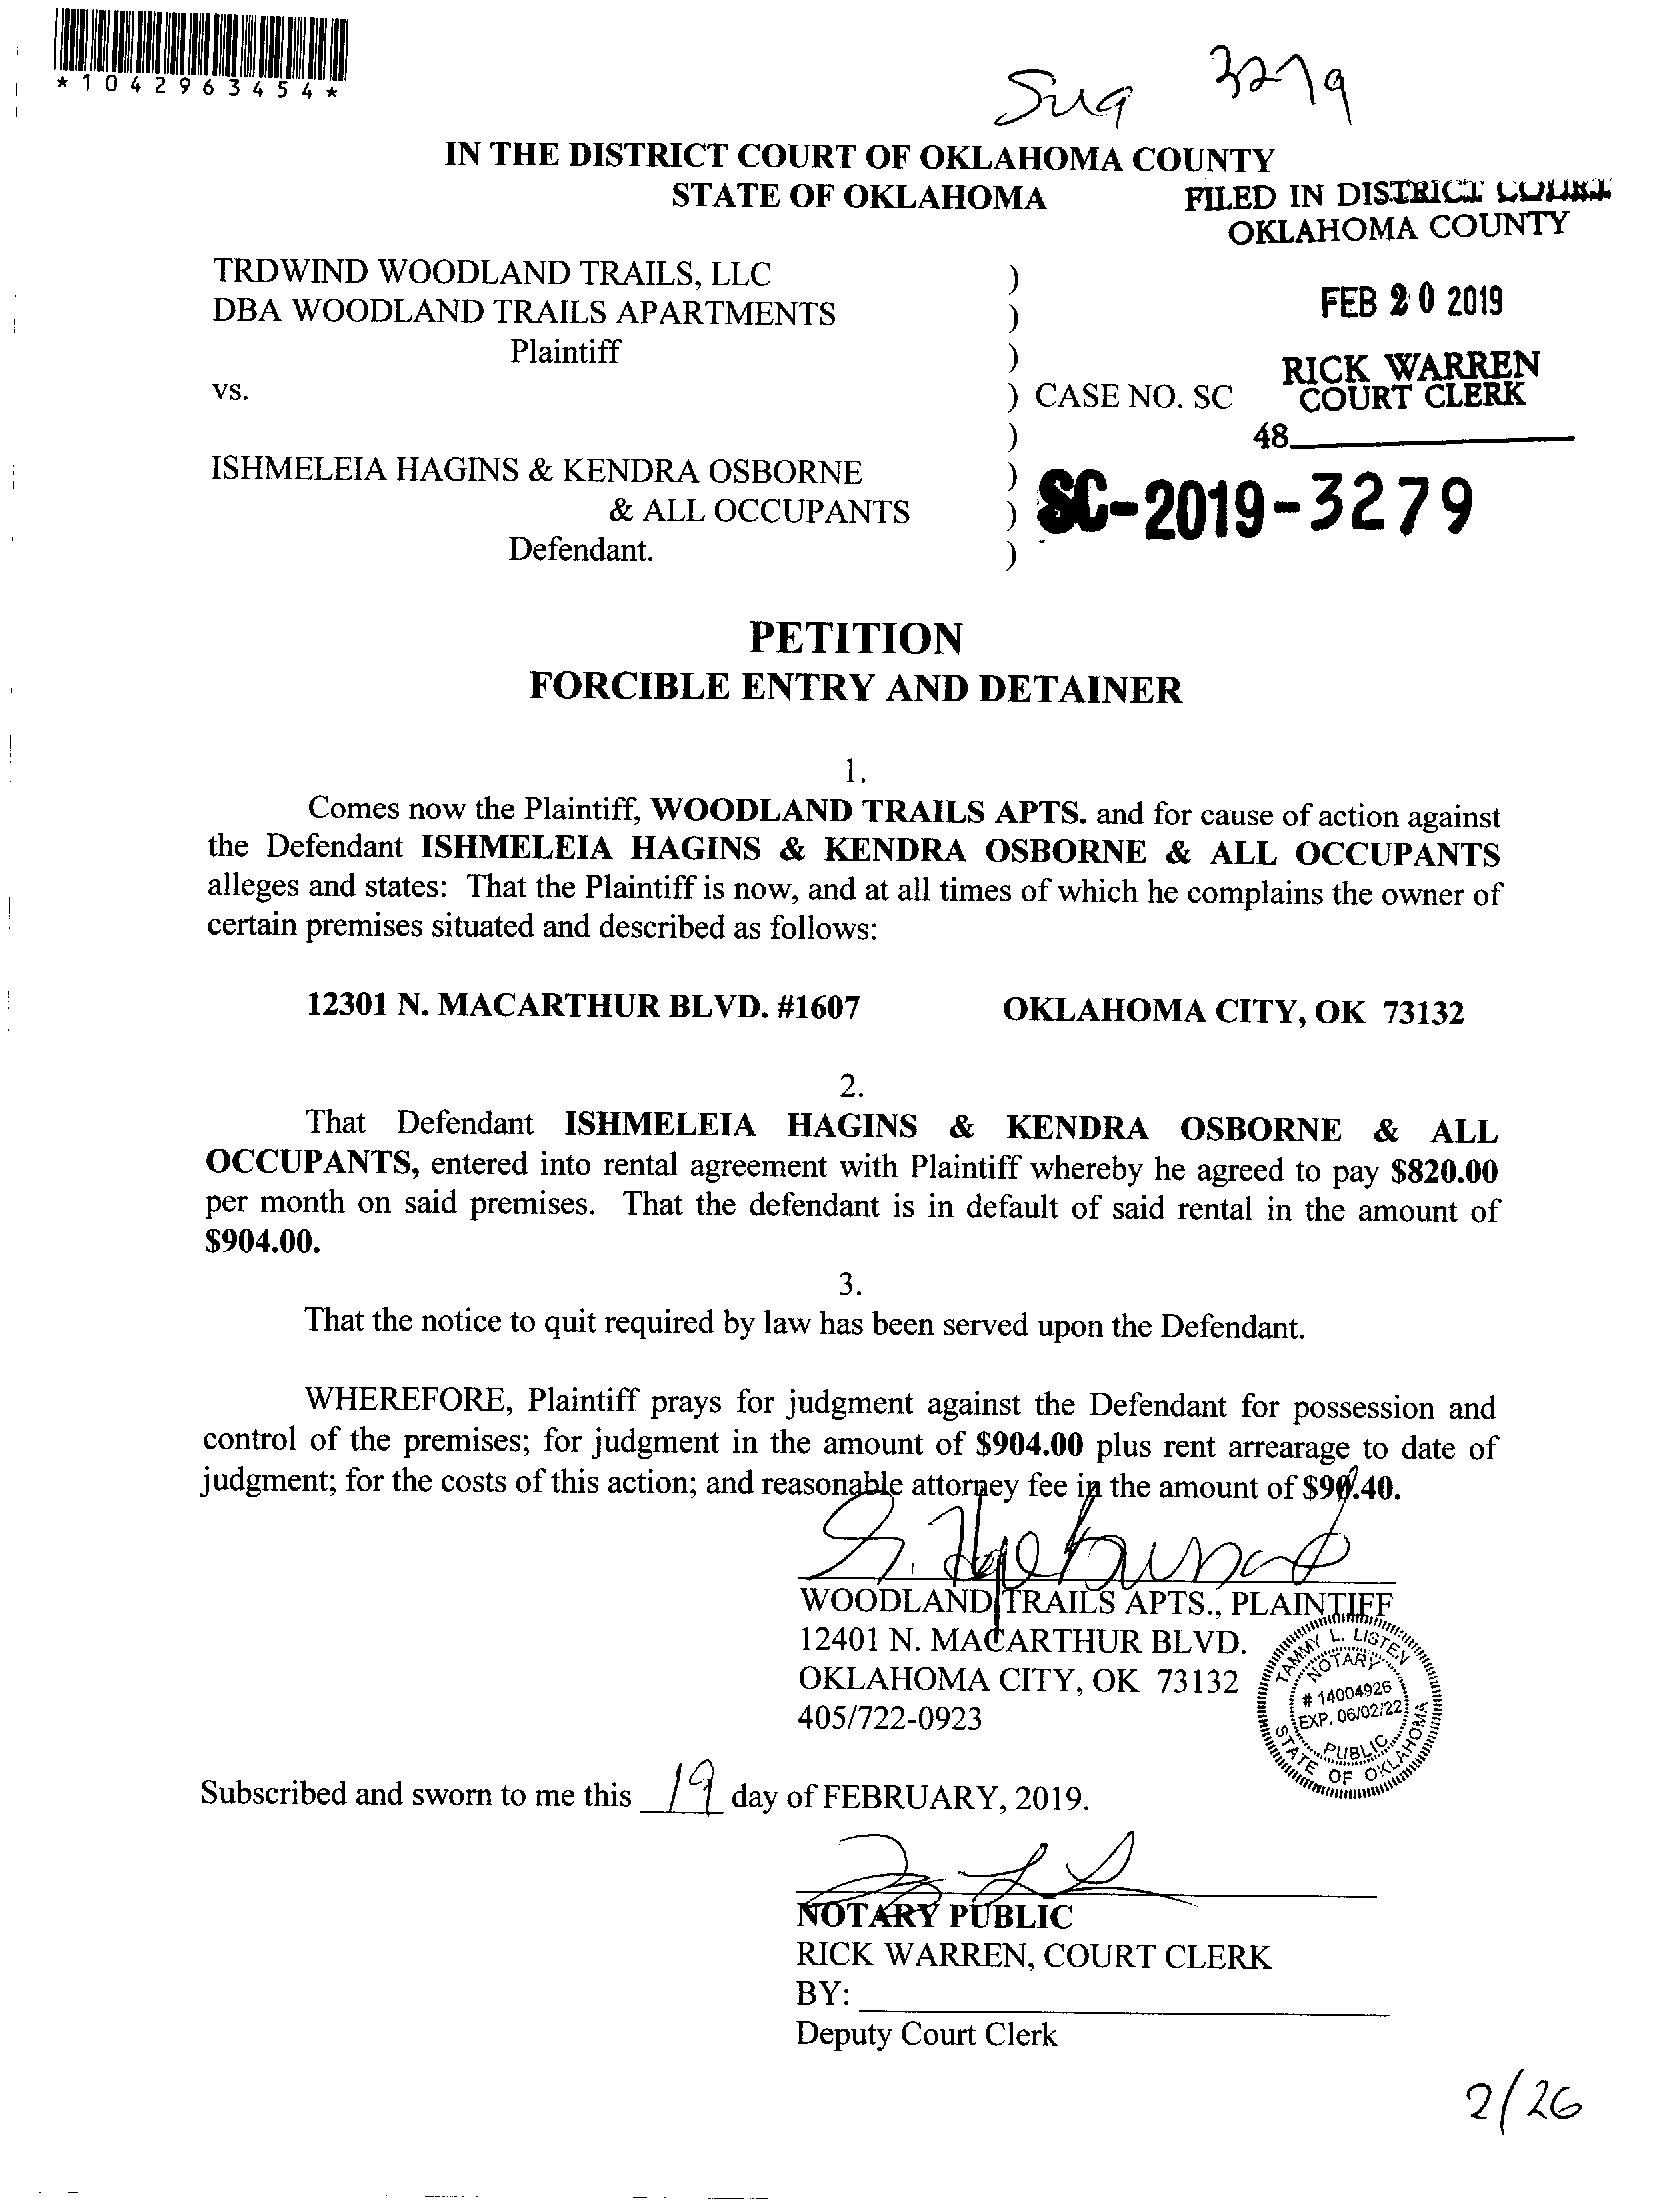 *1042963454*
3279
IN THE DISTRICT COURT OF OKLAHOMA COUNTY
STATE OF OKLAHOMA
FILED IN DISTRICT COURT
OKLAHOMA COUNTY
TRDWIND WOODLAND TRAILS, LLC )
DBA WOODLAND TRAILS APARTMENTS )
FEB 20 2019
Plaintiff )
RICK WARREN
COURT CLERK
vs. ) CASE NO. SC
)
48
ISHMELEIA HAGINS & KENDRA OSBORNE )
& ALL OCCUPANTS ) SC-2019-3279
Defendant. )
PETITION
FORCIBLE ENTRY AND DETAINER
1.
Comes now the Plaintiff, WOODLAND TRAILS APTS. and for cause of action against
the Defendant ISHMELEIA HAGINS & KENDRA OSBORNE & ALL OCCUPANTS
alleges and states: That the Plaintiff is now, and at all times of which he complains the owner of
certain premises situated and described as follows:
12301 N. MACARTHUR BLVD. #1607 OKLAHOMA CITY, OK 73132
2.
That Defendant ISHMELEIA HAGINS & KENDRA OSBORNE & ALL
OCCUPANTS, entered into rental agreement with Plaintiff whereby he agreed to pay $820.00
per month on said premises. That the defendant is in default of said rental in the amount of
$904.00.
3.
That the notice to quit required by law has been served upon the Defendant.
WHEREFORE, Plaintiff prays for judgment against the Defendant for possession and
control of the premises; for judgment in the amount of $904.00 plus rent arrearage to date of
judgment; for the costs of this action; and reasonable attorney fee in the amount of $90.40.
WOODLAND TRAILS APTS., PLAINTIFF
12401 N. MACARTHUR BLVD.
OKLAHOMA CITY, OK 73132
405/722-0923
TAMMY L. LISTEN
NOTARY
# 14004926
EXP. 06/02/22
PUBLIC
STATE OF OKLAHOMA
Subscribed and sworn to me this 19 day of FEBRUARY, 2019.
NOTARY PUBLIC
RICK WARREN, COURT CLERK
BY:
Deputy Court Clerk
2/26